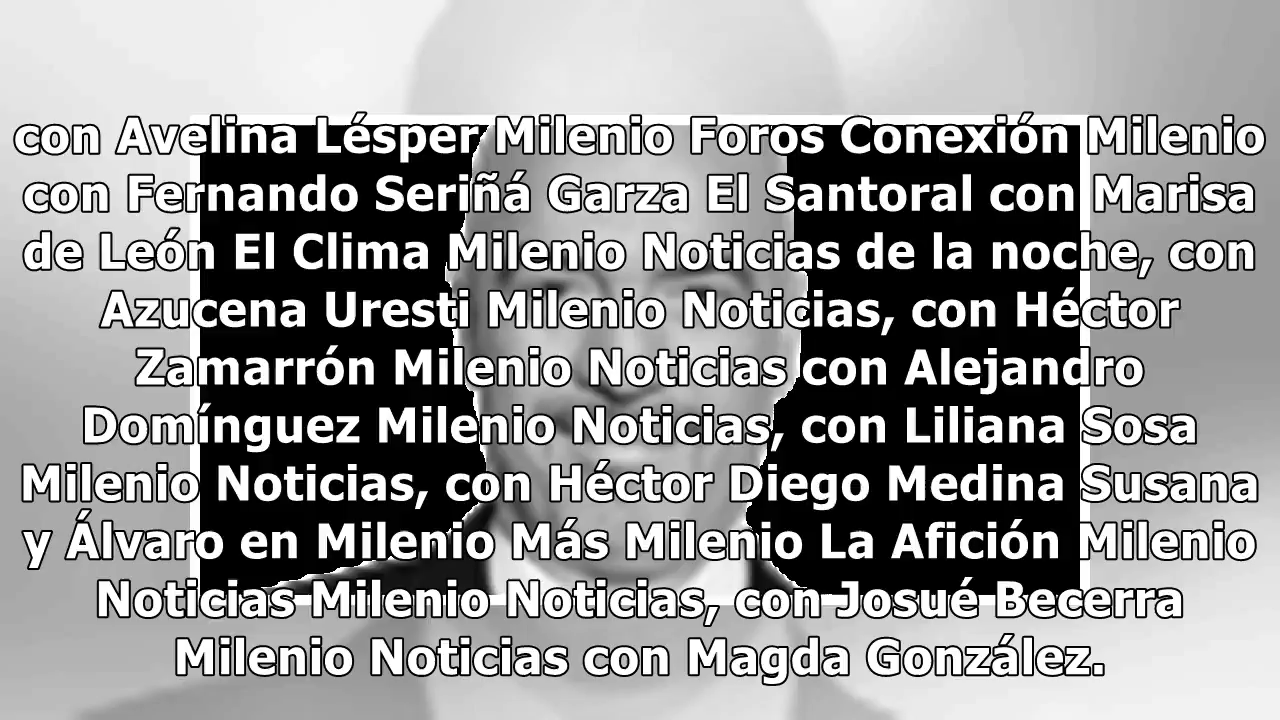 con Avelina Lésper Milenio Foros Conexión Milenio
con Fernando Seriñá Garza El Santoral con Marisa
de León El Clima Milenio Noticias de la noche, con
Azucena Uresti Milenio Noticias, con Héctor
Zamarrón Milenio Noticias con Alejandro
Domínguez Milenio Noticias, con Liliana Sosa
Milenio Noticias, con Héctor Diego Medina Susana
y Álvaro en Milenio Más Milenio La Afición Milenio
Noticias Milenio Noticias, con Josué Becerra
Milenio Noticias con Magda González.